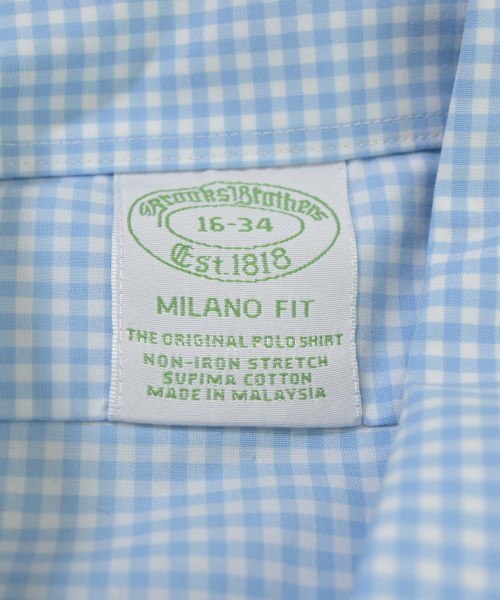 Brooks Brothers
16-34
Est. 1818
MILANO FIT
THE ORIGINAL POLO SHIRT
NON-IRON STRETCH
SUPIMA COTTON
MADE IN MALAYSIA